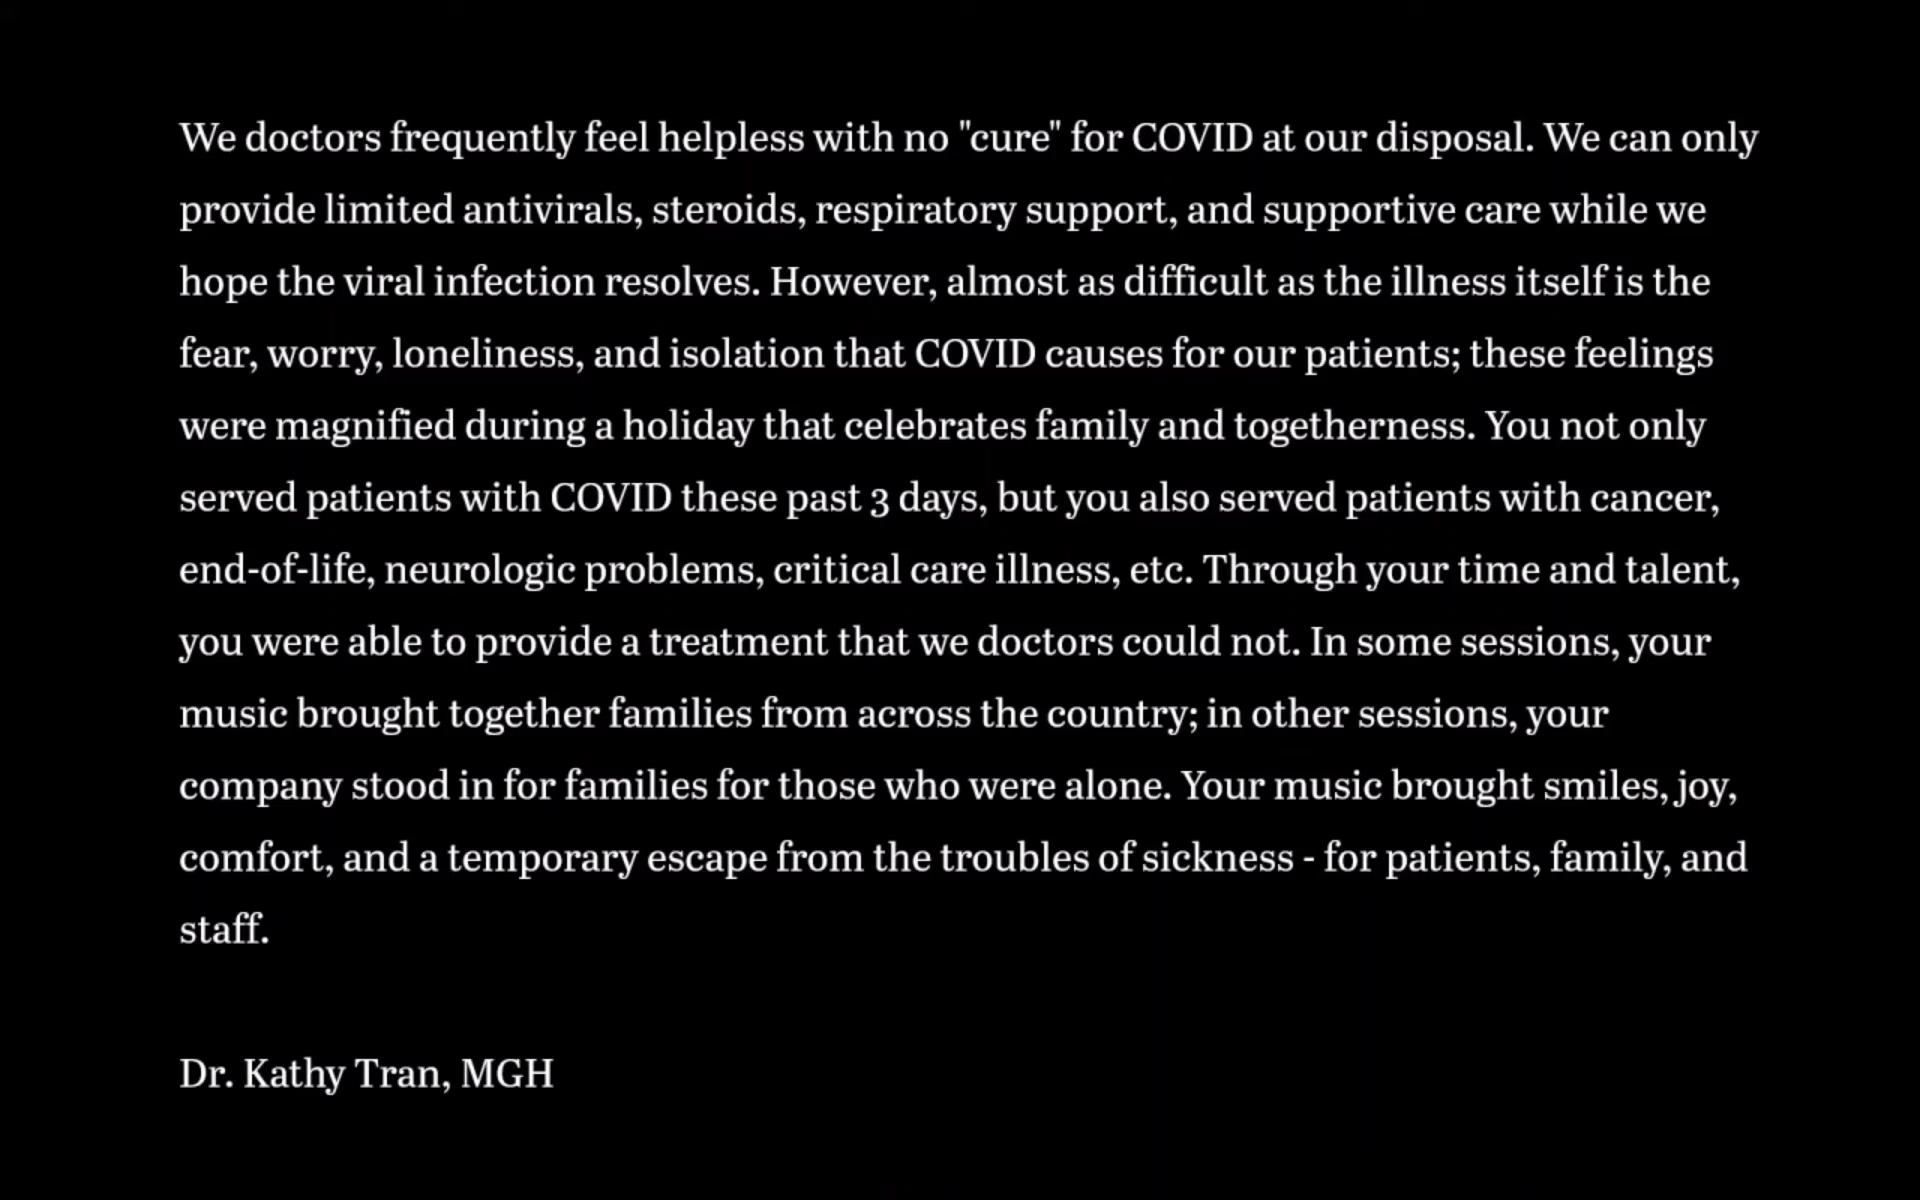 We doctors frequently feel helpless with no "cure" for COVID at our disposal. We can only
provide limited antivirals, steroids, respiratory support, and supportive care while we
hope the viral infection resolves. However, almost as difficult as the illness itself is the
fear, worry, loneliness, and isolation that COVID causes for our patients; these feelings
were magnified during a holiday that celebrates family and togetherness. You not only
served patients with COVID these past 3 days, but you also served patients with cancer,
end-of-life, neurologic problems, critical care illness, etc. Through your time and talent,
you were able to provide a treatment that we doctors could not. In some sessions, your
music brought together families from across the country; in other sessions, your
company stood in for families for those who were alone. Your music brought smiles, joy,
comfort, and a temporary escape from the troubles of sickness - for patients, family, and
staff.
Dr. Kathy Tran, MGH